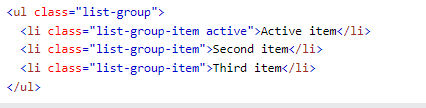 <ul class="list-group">
  <li class="list-group-item active">Active item</li>
  <li class="list-group-item">Second item</li>
  <li class="list-group-item">Third item</li>
</ul>